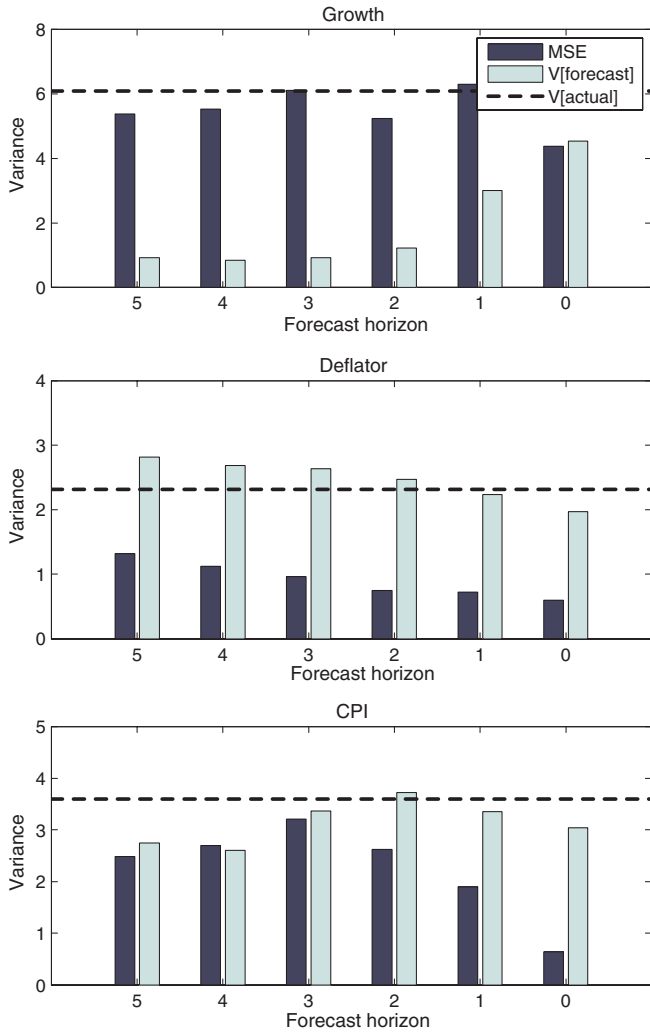 Growth
8
6
4
2
0
Variance
MSE
V[forecast]
V[actual]
5 4 3 2 1 0
Forecast horizon
Deflator
4
3
2
1
0
Variance
5 4 3 2 1 0
Forecast horizon
CPI
5
4
3
2
1
0
Variance
5 4 3 2 1 0
Forecast horizon